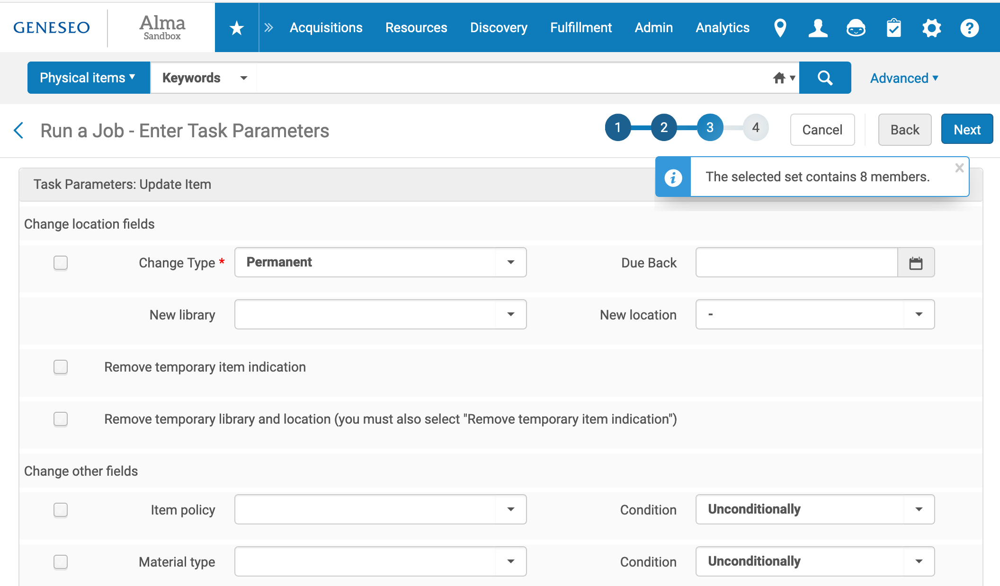 GENESEO
Alma
Sandbox
Acquisitions Resources Discovery Fulfillment Admin Analytics ?
Physical items Keywords Advanced
Run a Job - Enter Task Parameters 1 2 3 4 Cancel Back Next
i The selected set contains 8 members. ×
Task Parameters: Update Item
Change location fields
Change Type * Permanent Due Back
New library New location -
Remove temporary item indication
Remove temporary library and location (you must also select "Remove temporary item indication")
Change other fields
Item policy Condition Unconditionally
Material type Condition Unconditionally